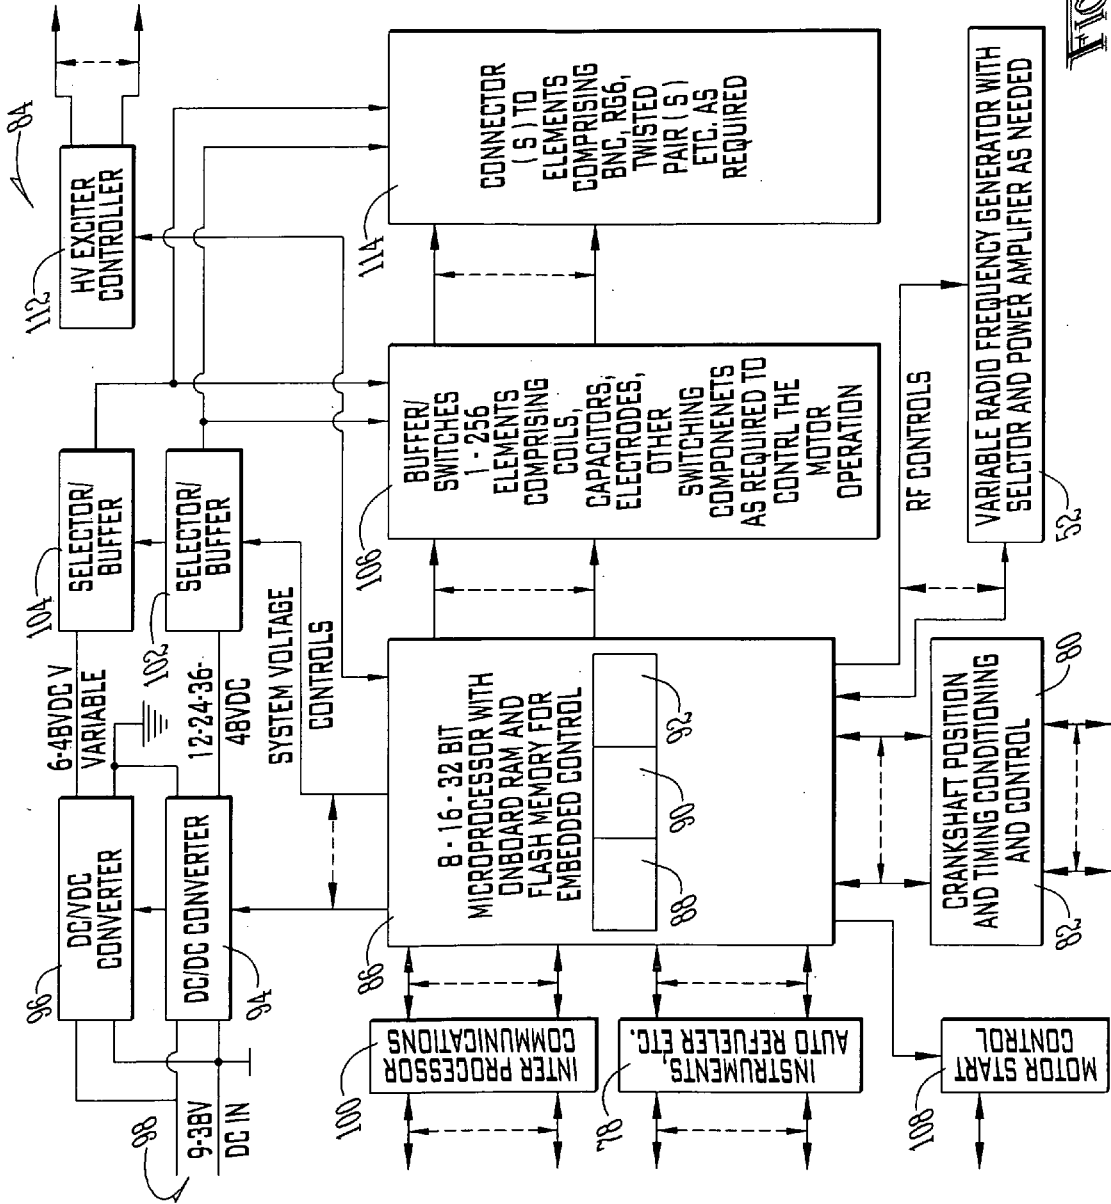 84
112
HV EXCITER
CONTROLLER
104
SELECTOR/
BUFFER
102
SELECTOR/
BUFFER
6-48VDC V
VARIABLE
12-24-36-
48VDC
SYSTEM VOLTAGE
CONTROLS
96
DC/VDC
CONVERTER
94
DC/DC CONVERTER
98
9-38V
DC IN
114
CONNECTOR
(S) TO
ELEMENTS
COMPRISING
BNC, RG6,
TWISTED
PAIR (S)
ETC. AS
REQUIRED
106
BUFFER/
SWITCHES
1 - 256
ELEMENTS
COMPRISING
COILS,
CAPACITORS,
ELECTRODES,
OTHER
SWITCHING
COMPONENETS
AS REQUIRED TO
CONTRL THE
MOTOR
OPERATION
86
8 - 16 - 32 BIT
MICROPROCESSOR WITH
ONBOARD RAM AND
FLASH MEMORY FOR
EMBEDDED CONTROL
88
90
92
100
INTER PROCESSOR
COMMUNICATIONS
78
INSTRUMENTS,
AUTO REFUELER ETC.
108
MOTOR START
CONTROL
82
80
CRANKSHAFT POSITION
AND TIMING CONDITIONING
AND CONTROL
RF CONTROLS
52
VARIABLE RADIO FREQUENCY GENERATOR WITH
SELCTOR AND POWER AMPLIFIER AS NEEDED